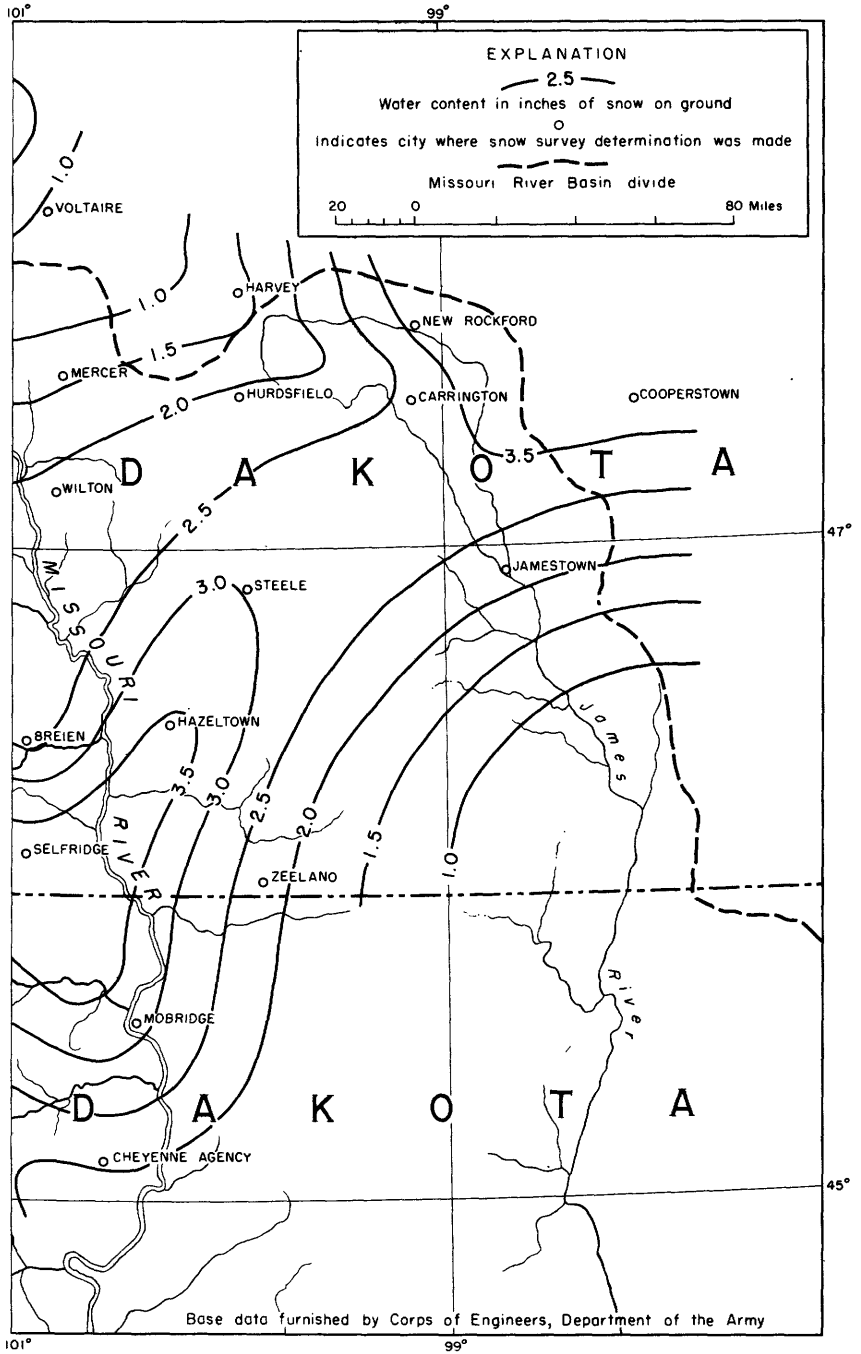 101°
99°
EXPLANATION
2.5
Water content in inches of snow on ground
Indicates city where snow survey determination was made
Missouri River Basin divide
20 0 80 Miles
1.0
VOLTAIRE
1.0
HARVEY
NEW ROCKFORD
1.5
MERCER
2.0
HURDSFIELD
CARRINGTON
COOPERSTOWN
3.5
D A K O T A
WILTON
2.5
47°
MISSOURI
JAMESTOWN
3.0
STEELE
BREIEN
HAZELTOWN
James
3.5
3.0
2.5
2.0
1.5
1.0
RIVER
SELFRIDGE
ZEELAND
River
MOBRIDGE
D A K O T A
CHEYENNE AGENCY
45°
Base data furnished by Corps of Engineers, Department of the Army
101°
99°